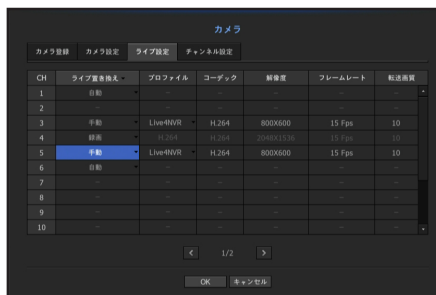 カメラ
カメラ登録 カメラ設定 ライブ設定 チャンネル設定
CH ライブ置き換え プロファイル コーデック 解像度 フレームレート 転送画質
1 自動 -- -- -- -- --
2 -- -- -- -- -- --
3 手動 Live4NVR H.264 800X600 15 Fps 10
4 録画 H.264 H.264 2048X1536 15 Fps 10
5 手動 Live4NVR H.264 800X600 15 Fps 10
6 自動 -- -- -- -- --
7 -- -- -- -- -- --
8 -- -- -- -- -- --
9 -- -- -- -- -- --
10 -- -- -- -- -- --
1/2
OK キャンセル